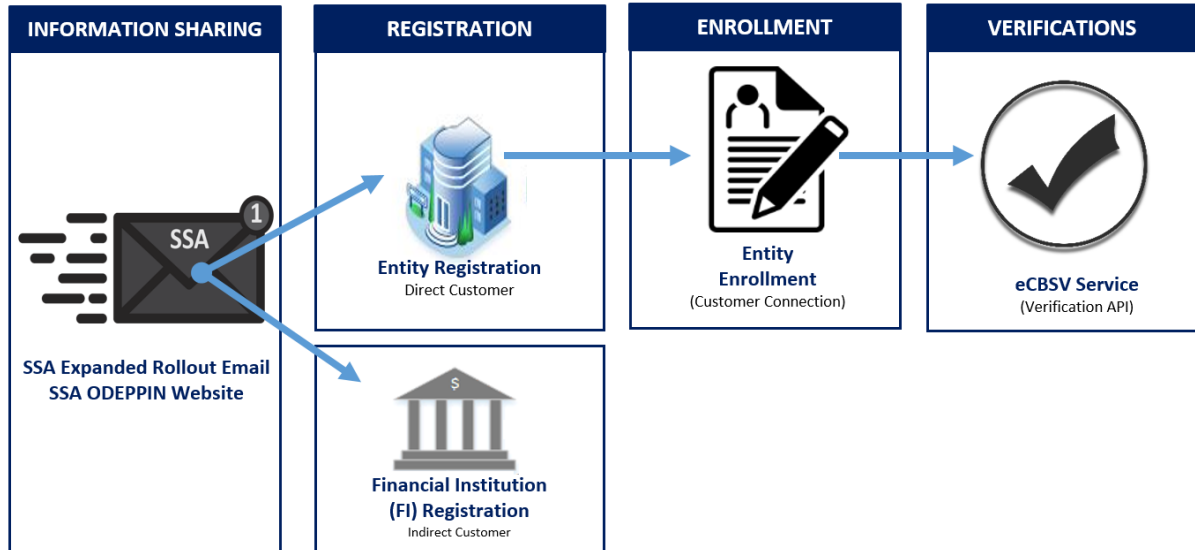 INFORMATION SHARING
REGISTRATION
ENROLLMENT
VERIFICATIONS
1
SSA
SSA Expanded Rollout Email
SSA ODEPPIN Website
Entity Registration
Direct Customer
$
Financial Institution
(FI) Registration
Indirect Customer
Entity
Enrollment
(Customer Connection)
eCBSV Service
(Verification API)